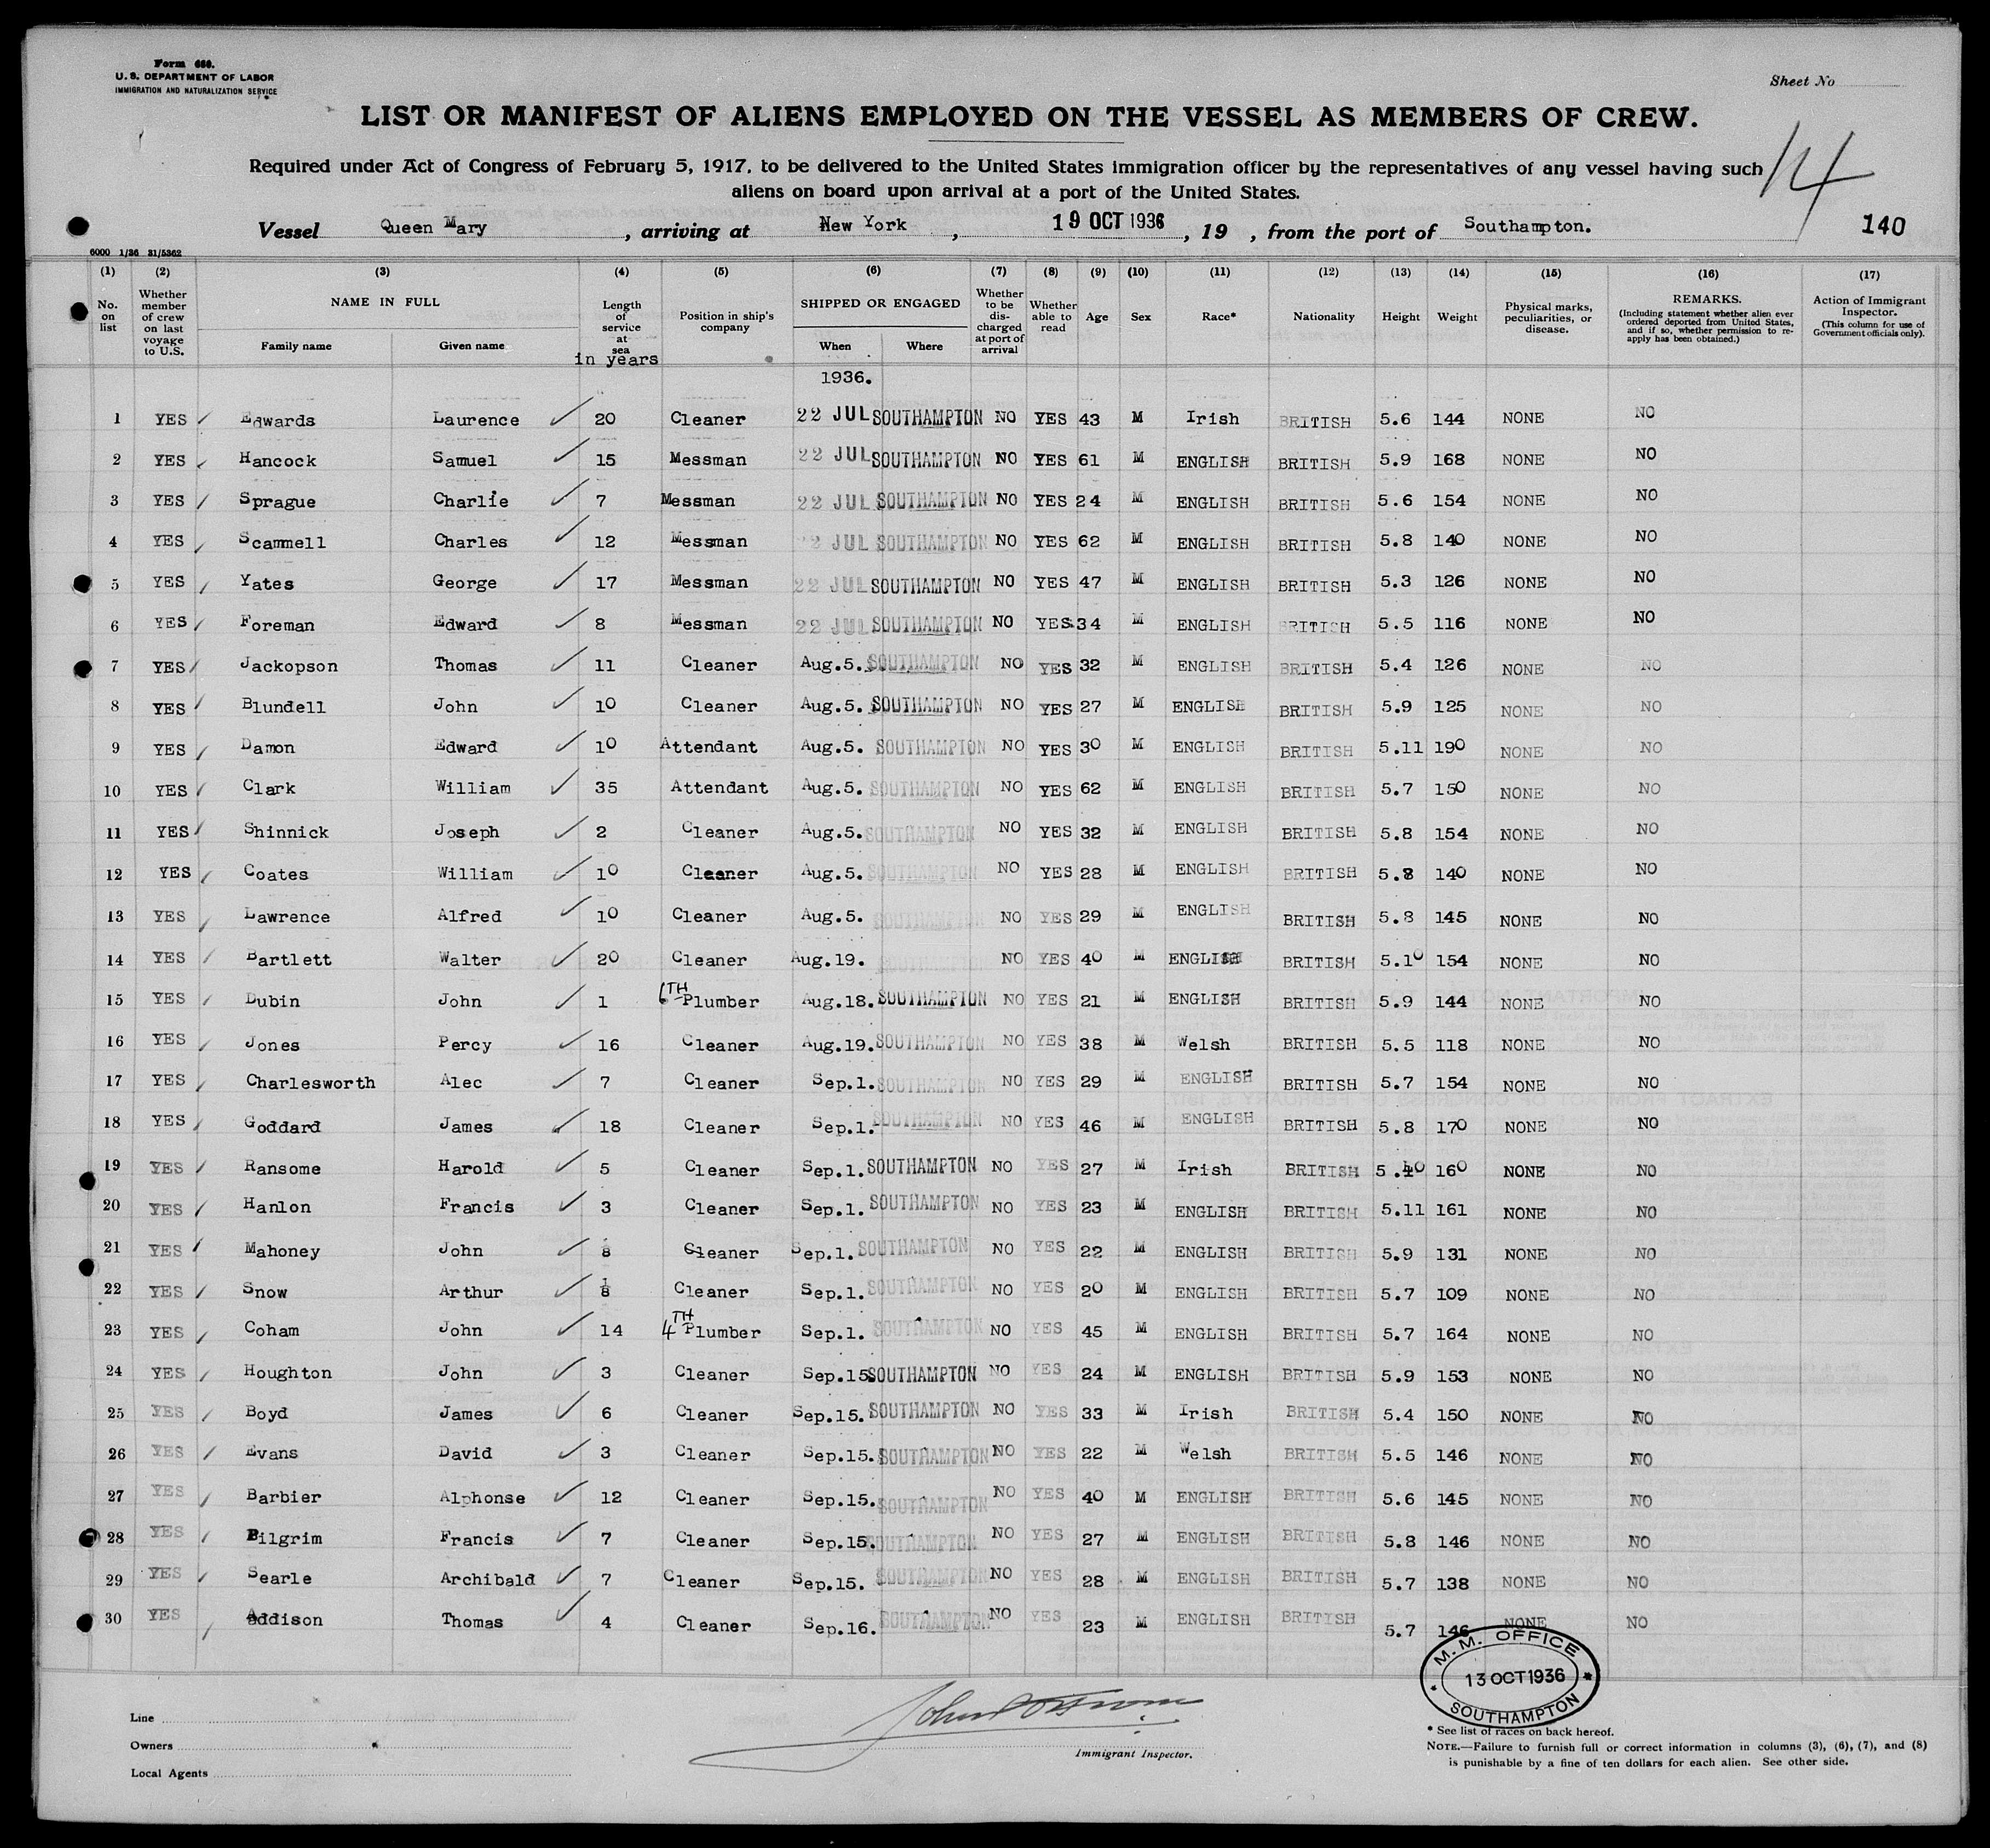 Form 686.
U. S. DEPARTMENT OF LABOR
IMMIGRATION AND NATURALIZATION SERVICE
Sheet No
LIST OR MANIFEST OF ALIENS EMPLOYED ON THE VESSEL AS MEMBERS OF CREW.
Required under Act of Congress of February 5, 1917, to be delivered to the United States immigration officer by the representatives of any vessel having such
aliens on board upon arrival at a port of the United States.
14
Vessel Queen Mary, arriving at New York, 19 OCT 1936, 19 , from the port of Southampton. 140
6000 1/36 31/5362
(1) (2) (3) (4) (5) (6) (7) (8) (9) (10) (11) (12) (13) (14) (15) (16) (17)
No. on list Whether member of crew on last voyage to U.S. NAME IN FULL Family name Given name Length of service at sea in years Position in ship's company SHIPPED OR ENGAGED When Where Whether to be discharged at port of arrival Whether able to read Age Sex Race* Nationality Height Weight Physical marks, peculiarities, or disease. REMARKS. (Including statement whether alien ever ordered deported from United States, and if so, whether permission to re-apply has been obtained.) Action of Immigrant Inspector. (This column for use of Government officials only).
1936.
1 YES Edwards Laurence 20 Cleaner 22 JUL SOUTHAMPTON NO YES 43 M Irish BRITISH 5.6 144 NONE NO
2 YES Hancock Samuel 15 Messman 22 JUL SOUTHAMPTON NO YES 61 M ENGLISH BRITISH 5.9 168 NONE NO
3 YES Sprague Charlie 7 Messman 22 JUL SOUTHAMPTON NO YES 24 M ENGLISH BRITISH 5.6 154 NONE NO
4 YES Scammell Charles 12 Messman 22 JUL SOUTHAMPTON NO YES 62 M ENGLISH BRITISH 5.8 140 NONE NO
5 YES Yates George 17 Messman 22 JUL SOUTHAMPTON NO YES 47 M ENGLISH BRITISH 5.3 126 NONE NO
6 YES Foreman Edward 8 Messman 22 JUL SOUTHAMPTON NO YES. 34 M ENGLISH BRITISH 5.5 116 NONE NO
7 YES Jackopson Thomas 11 Cleaner Aug.5. SOUTHAMPTON NO YES 32 M ENGLISH BRITISH 5.4 126 NONE NO
8 YES Blundell John 10 Cleaner Aug.5. SOUTHAMPTON NO YES 27 M ENGLISH BRITISH 5.9 125 NONE NO
9 YES Damon Edward 10 Attendant Aug.5. SOUTHAMPTON NO YES 30 M ENGLISH BRITISH 5.11 190 NONE NO
10 YES Clark William 35 Attendant Aug.5. SOUTHAMPTON NO YES 62 M ENGLISH BRITISH 5.7 150 NONE NO
11 YES Shinnick Joseph 2 Cleaner Aug.5. SOUTHAMPTON NO YES 32 M ENGLISH BRITISH 5.8 154 NONE NO
12 YES Coates William 10 Cleaner Aug.5. SOUTHAMPTON NO YES 28 M ENGLISH BRITISH 5.8 140 NONE NO
13 YES Lawrence Alfred 10 Cleaner Aug.5. SOUTHAMPTON NO YES 29 M ENGLISH BRITISH 5.8 145 NONE NO
14 YES Bartlett Walter 20 Cleaner Aug.19. SOUTHAMPTON NO YES 40 M ENGLISH BRITISH 5.10 154 NONE NO
15 YES Dubin John 1 6TH Plumber Aug.18. SOUTHAMPTON NO YES 21 M ENGLISH BRITISH 5.9 144 NONE NO
16 YES Jones Percy 16 Cleaner Aug.19. SOUTHAMPTON NO YES 38 M Welsh BRITISH 5.5 118 NONE NO
17 YES Charlesworth Alec 7 Cleaner Sep.1. SOUTHAMPTON NO YES 29 M ENGLISH BRITISH 5.7 154 NONE NO
18 YES Goddard James 18 Cleaner Sep.1. SOUTHAMPTON NO YES 46 M ENGLISH BRITISH 5.8 170 NONE NO
19 YES Ransome Harold 5 Cleaner Sep.1. SOUTHAMPTON NO YES 27 M Irish BRITISH 5.10 160 NONE NO
20 YES Hanlon Francis 3 Cleaner Sep.1. SOUTHAMPTON NO YES 23 M ENGLISH BRITISH 5.11 161 NONE NO
21 YES Mahoney John 8 Cleaner Sep.1. SOUTHAMPTON NO YES 22 M ENGLISH BRITISH 5.9 131 NONE NO
22 YES Snow Arthur 1/8 Cleaner Sep.1. SOUTHAMPTON NO YES 20 M ENGLISH BRITISH 5.7 109 NONE NO
23 YES Coham John 14 4TH Plumber Sep.1. SOUTHAMPTON NO YES 45 M ENGLISH BRITISH 5.7 164 NONE NO
24 YES Houghton John 3 Cleaner Sep.15. SOUTHAMPTON NO YES 24 M ENGLISH BRITISH 5.9 153 NONE NO
25 YES Boyd James 6 Cleaner Sep.15. SOUTHAMPTON NO YES 33 M Irish BRITISH 5.4 150 NONE NO
26 YES Evans David 3 Cleaner Sep.15. SOUTHAMPTON NO YES 22 M Welsh BRITISH 5.5 146 NONE NO
27 YES Barbier Alphonse 12 Cleaner Sep.15. SOUTHAMPTON NO YES 40 M ENGLISH BRITISH 5.6 145 NONE NO
28 YES Pilgrim Francis 7 Cleaner Sep.15. SOUTHAMPTON NO YES 27 M ENGLISH BRITISH 5.8 146 NONE NO
29 YES Searle Archibald 7 Cleaner Sep.15. SOUTHAMPTON NO YES 28 M ENGLISH BRITISH 5.7 138 NONE NO
30 YES Addison Thomas 4 Cleaner Sep.16. SOUTHAMPTON NO YES 23 M ENGLISH BRITISH 5.7 146 NONE NO
M. M. OFFICE
13 OCT 1936
SOUTHAMPTON
Line
Owners
Local Agents
Immigrant Inspector.
* See list of races on back hereof.
NOTE.—Failure to furnish full or correct information in columns (3), (6), (7), and (8)
is punishable by a fine of ten dollars for each alien. See other side.